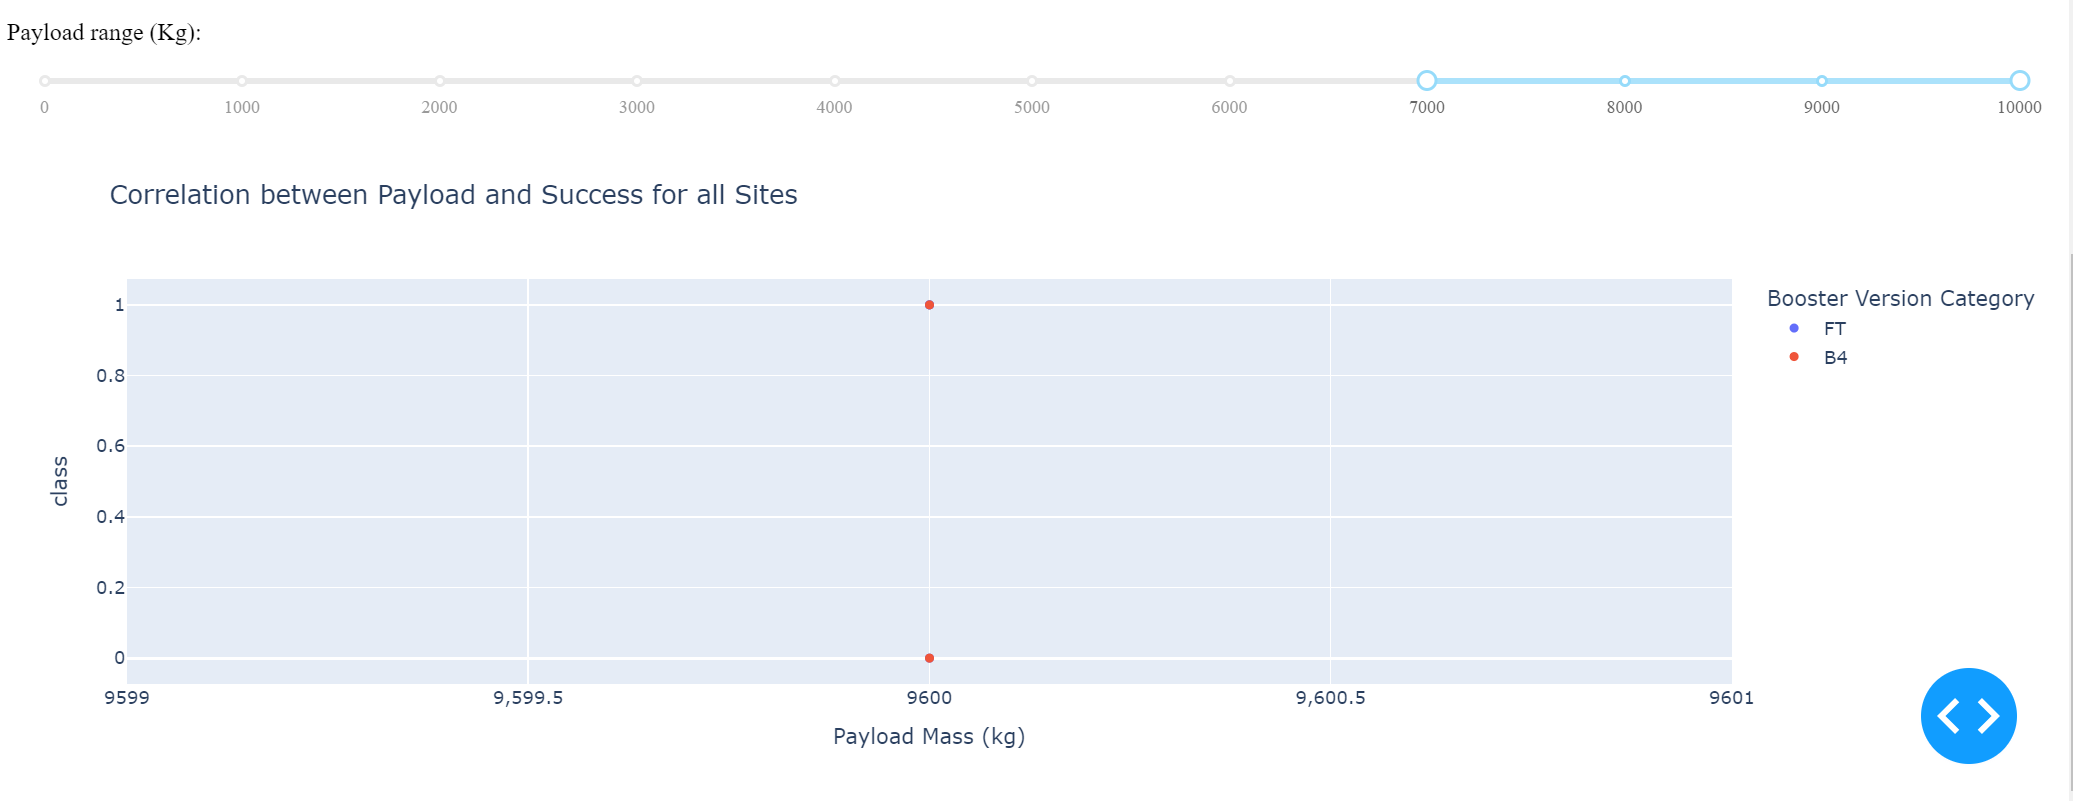 Payload range (Kg):
0 1000 2000 3000 4000 5000 6000 7000 8000 9000 10000
Correlation between Payload and Success for all Sites
Booster Version Category
FT
B4
1
0.8
0.6
0.4
0.2
0
class
9599 9,599.5 9600 9,600.5 9601
Payload Mass (kg)